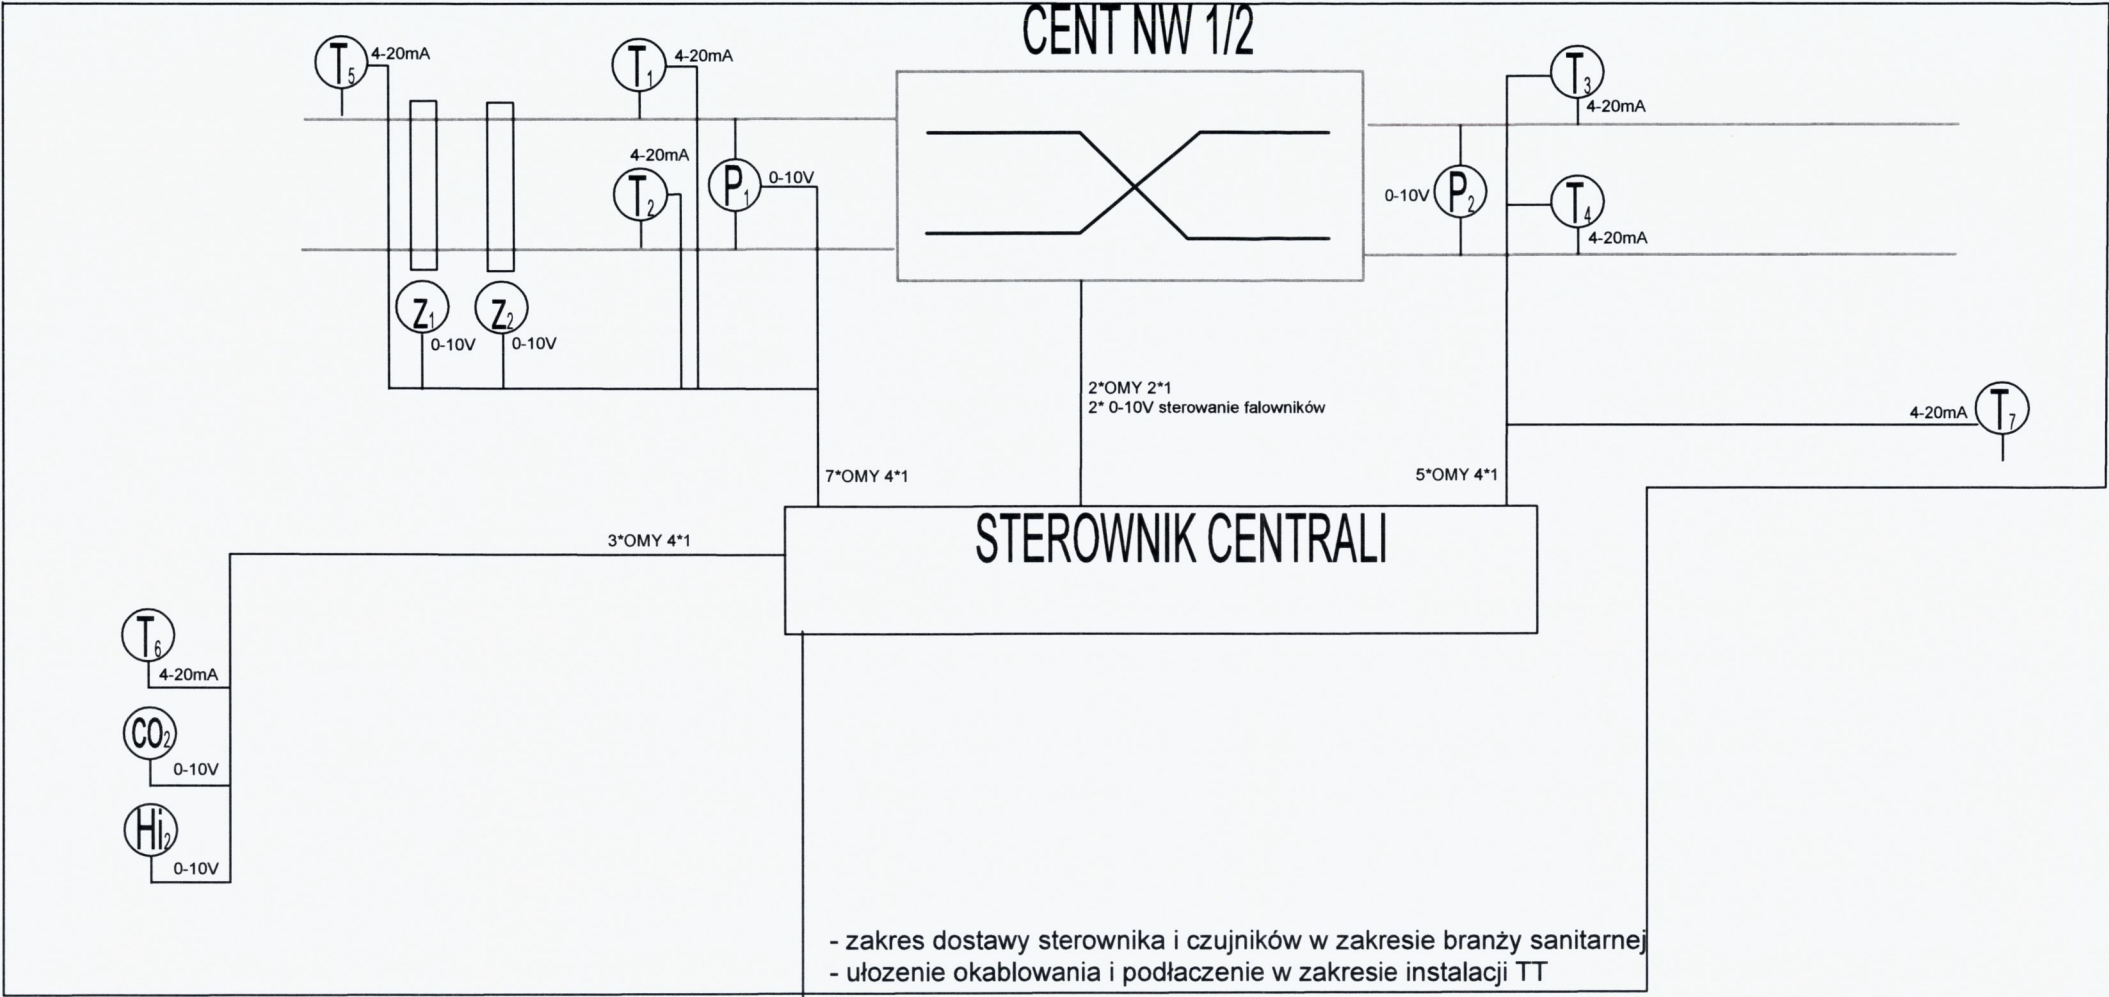 CENT NW 1/2
T5 4-20mA
T1 4-20mA
T3
4-20mA
4-20mA
T2
P1 0-10V
0-10V P2
T4
4-20mA
Z1
0-10V
Z2
0-10V
2*OMY 2*1
2* 0-10V sterowanie falowników
4-20mA T7
7*OMY 4*1
5*OMY 4*1
STEROWNIK CENTRALI
3*OMY 4*1
T6
4-20mA
CO2
0-10V
Hi2
0-10V
- zakres dostawy sterownika i czujników w zakresie branży sanitarnej
- ułozenie okablowania i podłaczenie w zakresie instalacji TT